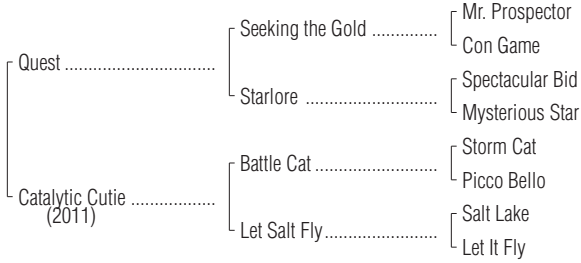 Mr. Prospector
Seeking the Gold ..............
Con Game
Quest ................................
Spectacular Bid
Starlore ............................
Mysterious Star
Storm Cat
Battle Cat ..........................
Picco Bello
Catalytic Cutie ..................
(2011)
Salt Lake
Let Salt Fly........................
Let It Fly